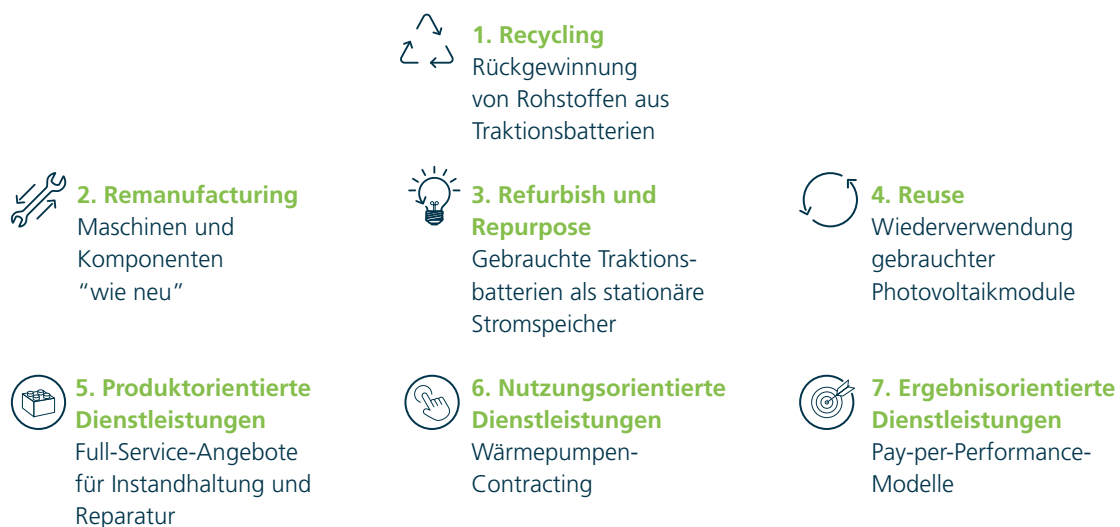 1. Recycling
Rückgewinnung
von Rohstoffen aus
Traktionsbatterien
2. Remanufacturing
Maschinen und
Komponenten
“wie neu”
3. Refurbish und
Repurpose
Gebrauchte Traktions-
batterien als stationäre
Stromspeicher
4. Reuse
Wiederverwendung
gebrauchter
Photovoltaikmodule
5. Produktorientierte
Dienstleistungen
Full-Service-Angebote
für Instandhaltung und
Reparatur
6. Nutzungsorientierte
Dienstleistungen
Wärmepumpen-
Contracting
7. Ergebnisorientierte
Dienstleistungen
Pay-per-Performance-
Modelle